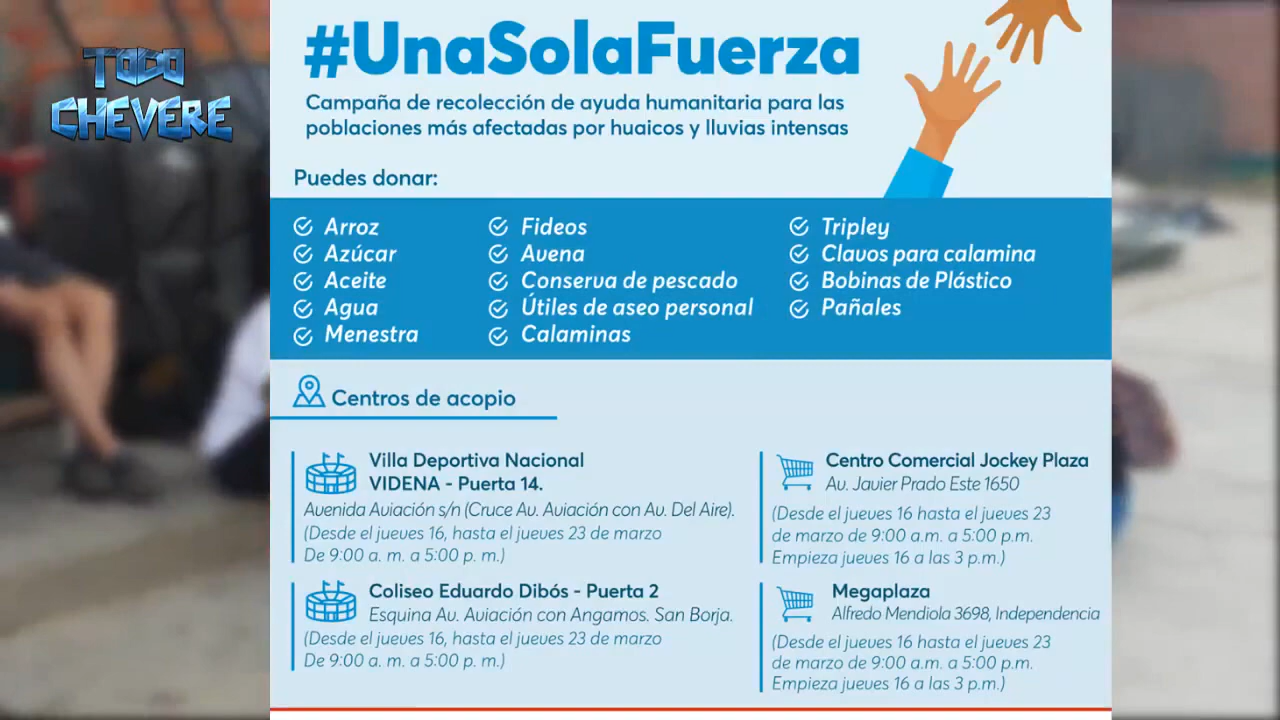 TODO
CHEVERE
#UnaSolaFuerza
Campaña de recolección de ayuda humanitaria para las
poblaciones más afectadas por huaicos y lluvias intensas
Puedes donar:
Arroz
Azúcar
Aceite
Agua
Menestra
Fideos
Avena
Conserva de pescado
Útiles de aseo personal
Calaminas
Tripley
Clavos para calamina
Bobinas de Plástico
Pañales
Centros de acopio
Villa Deportiva Nacional
VIDENA - Puerta 14.
Avenida Aviación s/n (Cruce Av. Aviación con Av. Del Aire).
(Desde el jueves 16, hasta el jueves 23 de marzo
De 9:00 a. m. a 5:00 p. m.)
Coliseo Eduardo Dibós - Puerta 2
Esquina Av. Aviación con Angamos. San Borja.
(Desde el jueves 16, hasta el jueves 23 de marzo
De 9:00 a. m. a 5:00 p. m.)
Centro Comercial Jockey Plaza
Av. Javier Prado Este 1650
(Desde el jueves 16 hasta el jueves 23
de marzo de 9:00 a.m. a 5:00 p.m.
Empieza jueves 16 a las 3 p.m.)
Megaplaza
Alfredo Mendiola 3698, Independencia
(Desde el jueves 16 hasta el jueves 23
de marzo de 9:00 a.m. a 5:00 p.m.
Empieza jueves 16 a las 3 p.m.)